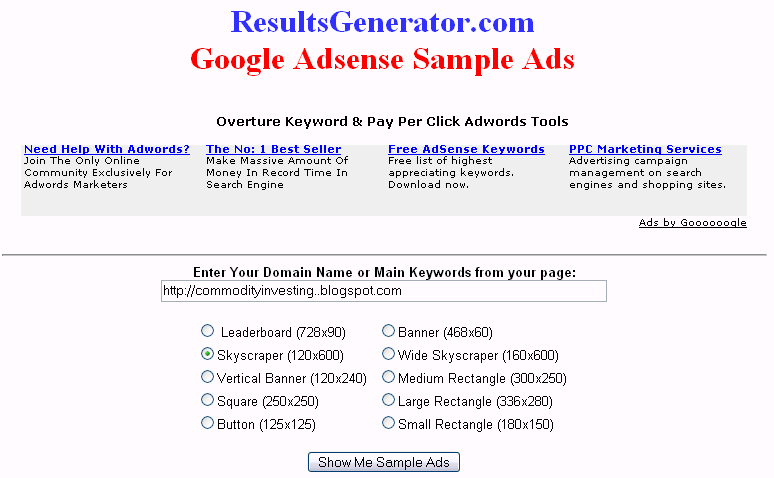 ResultsGenerator.com
Google Adsense Sample Ads
Overture Keyword & Pay Per Click Adwords Tools
Need Help With Adwords?
Join The Only Online
Community Exclusively For
Adwords Marketers
The No: 1 Best Seller
Make Massive Amount Of
Money In Record Time In
Search Engine
Free AdSense Keywords
Free list of highest
appreciating keywords.
Download now.
PPC Marketing Services
Advertising campaign
management on search
engines and shopping sites.
Ads by Goooooogle
Enter Your Domain Name or Main Keywords from your page:
http://commodityinvesting..blogspot.com
Leaderboard (728x90)
Banner (468x60)
Skyscraper (120x600)
Wide Skyscraper (160x600)
Vertical Banner (120x240)
Medium Rectangle (300x250)
Square (250x250)
Large Rectangle (336x280)
Button (125x125)
Small Rectangle (180x150)
Show Me Sample Ads